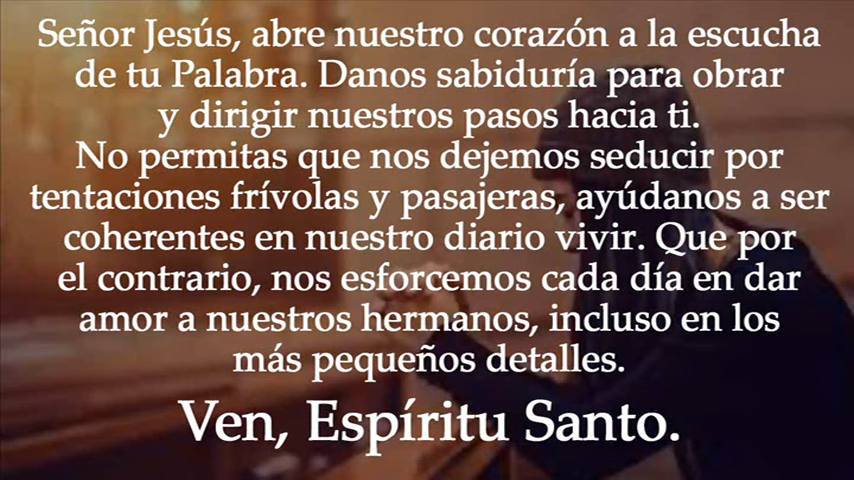 Señor Jesús, abre nuestro corazón a la escucha
de tu Palabra. Danos sabiduría para obrar
y dirigir nuestros pasos hacia ti.
No permitas que nos dejemos seducir por
tentaciones frívolas y pasajeras, ayúdanos a ser
coherentes en nuestro diario vivir. Que por
el contrario, nos esforcemos cada día en dar
amor a nuestros hermanos, incluso en los
más pequeños detalles.
Ven, Espíritu Santo.